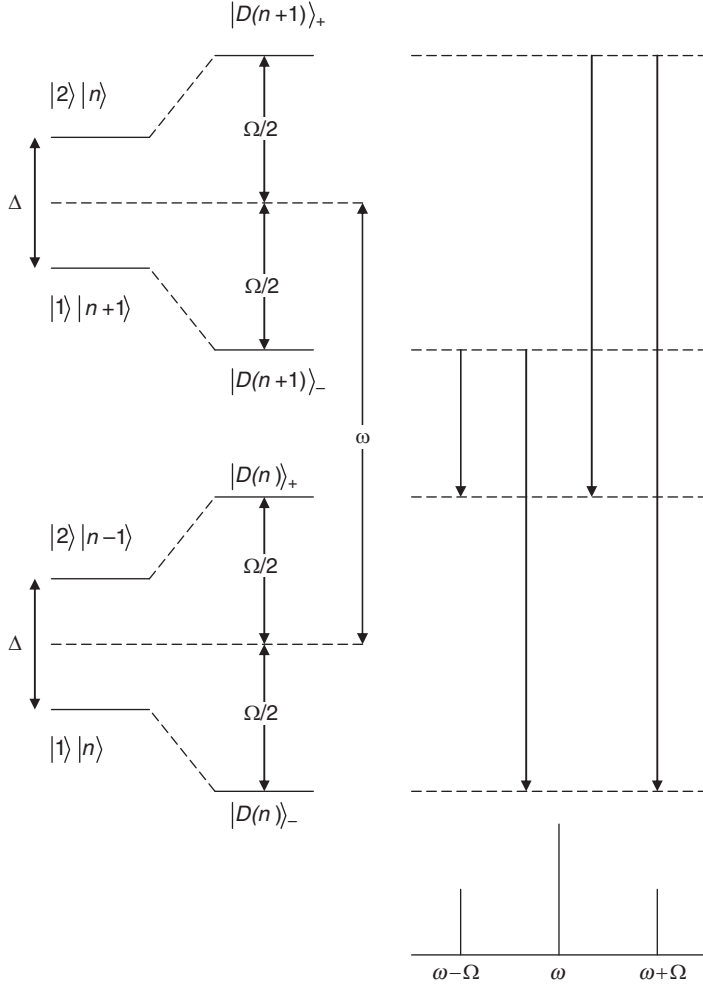 |D(n+1)⟩₊
|2⟩|n⟩
Ω/2
Δ
Ω/2
|1⟩|n+1⟩
|D(n+1)⟩₋
ω
|D(n)⟩₊
|2⟩|n−1⟩
Ω/2
Δ
Ω/2
|1⟩|n⟩
|D(n)⟩₋
ω−Ω ω ω+Ω